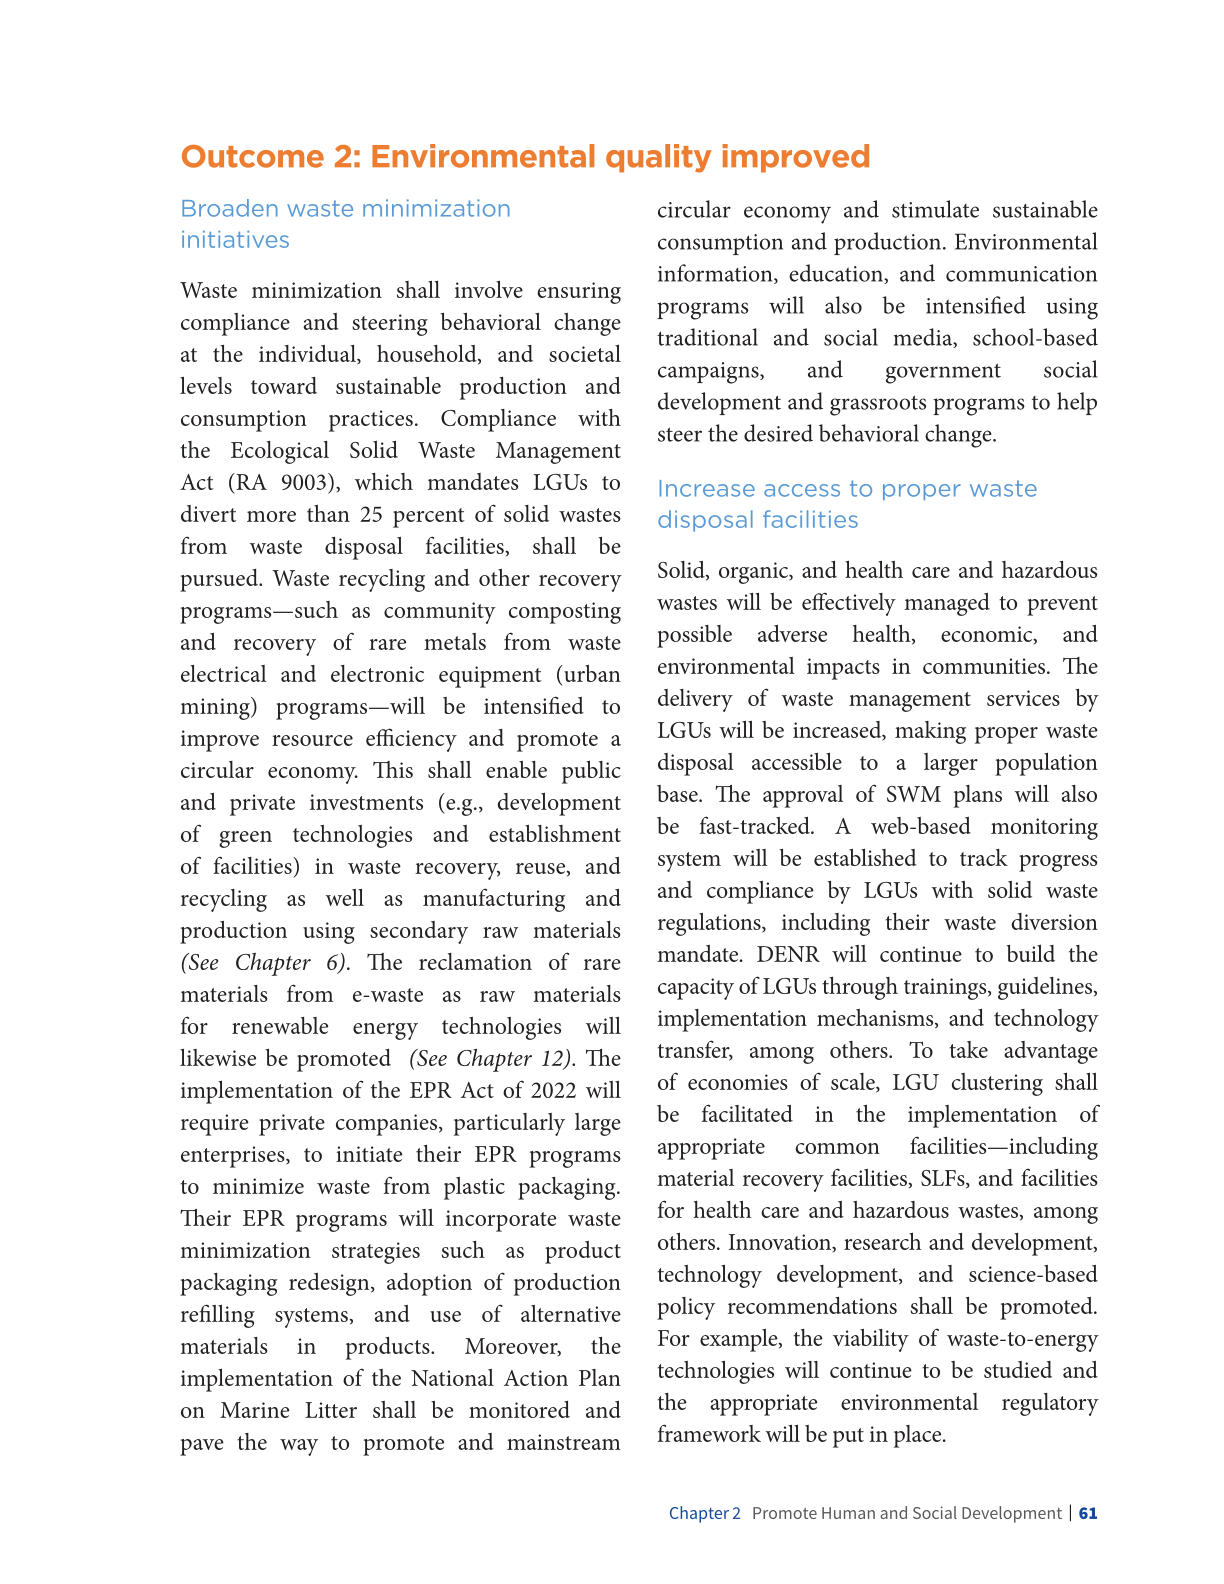 Outcome 2: Environmental quality improved
Broaden waste minimization
initiatives
Waste minimization shall involve ensuring
compliance and steering behavioral change
at the individual, household, and societal
levels toward sustainable production and
consumption practices. Compliance with
the Ecological Solid Waste Management
Act (RA 9003), which mandates LGUs to
divert more than 25 percent of solid wastes
from waste disposal facilities, shall be
pursued. Waste recycling and other recovery
programs—such as community composting
and recovery of rare metals from waste
electrical and electronic equipment (urban
mining) programs—will be intensified to
improve resource efficiency and promote a
circular economy. This shall enable public
and private investments (e.g., development
of green technologies and establishment
of facilities) in waste recovery, reuse, and
recycling as well as manufacturing and
production using secondary raw materials
(See Chapter 6). The reclamation of rare
materials from e-waste as raw materials
for renewable energy technologies will
likewise be promoted (See Chapter 12). The
implementation of the EPR Act of 2022 will
require private companies, particularly large
enterprises, to initiate their EPR programs
to minimize waste from plastic packaging.
Their EPR programs will incorporate waste
minimization strategies such as product
packaging redesign, adoption of production
refilling systems, and use of alternative
materials in products. Moreover, the
implementation of the National Action Plan
on Marine Litter shall be monitored and
pave the way to promote and mainstream
circular economy and stimulate sustainable
consumption and production. Environmental
information, education, and communication
programs will also be intensified using
traditional and social media, school-based
campaigns, and government social
development and grassroots programs to help
steer the desired behavioral change.
Increase access to proper waste
disposal facilities
Solid, organic, and health care and hazardous
wastes will be effectively managed to prevent
possible adverse health, economic, and
environmental impacts in communities. The
delivery of waste management services by
LGUs will be increased, making proper waste
disposal accessible to a larger population
base. The approval of SWM plans will also
be fast-tracked. A web-based monitoring
system will be established to track progress
and compliance by LGUs with solid waste
regulations, including their waste diversion
mandate. DENR will continue to build the
capacity of LGUs through trainings, guidelines,
implementation mechanisms, and technology
transfer, among others. To take advantage
of economies of scale, LGU clustering shall
be facilitated in the implementation of
appropriate common facilities—including
material recovery facilities, SLFs, and facilities
for health care and hazardous wastes, among
others. Innovation, research and development,
technology development, and science-based
policy recommendations shall be promoted.
For example, the viability of waste-to-energy
technologies will continue to be studied and
the appropriate environmental regulatory
framework will be put in place.
Chapter 2 Promote Human and Social Development | 61